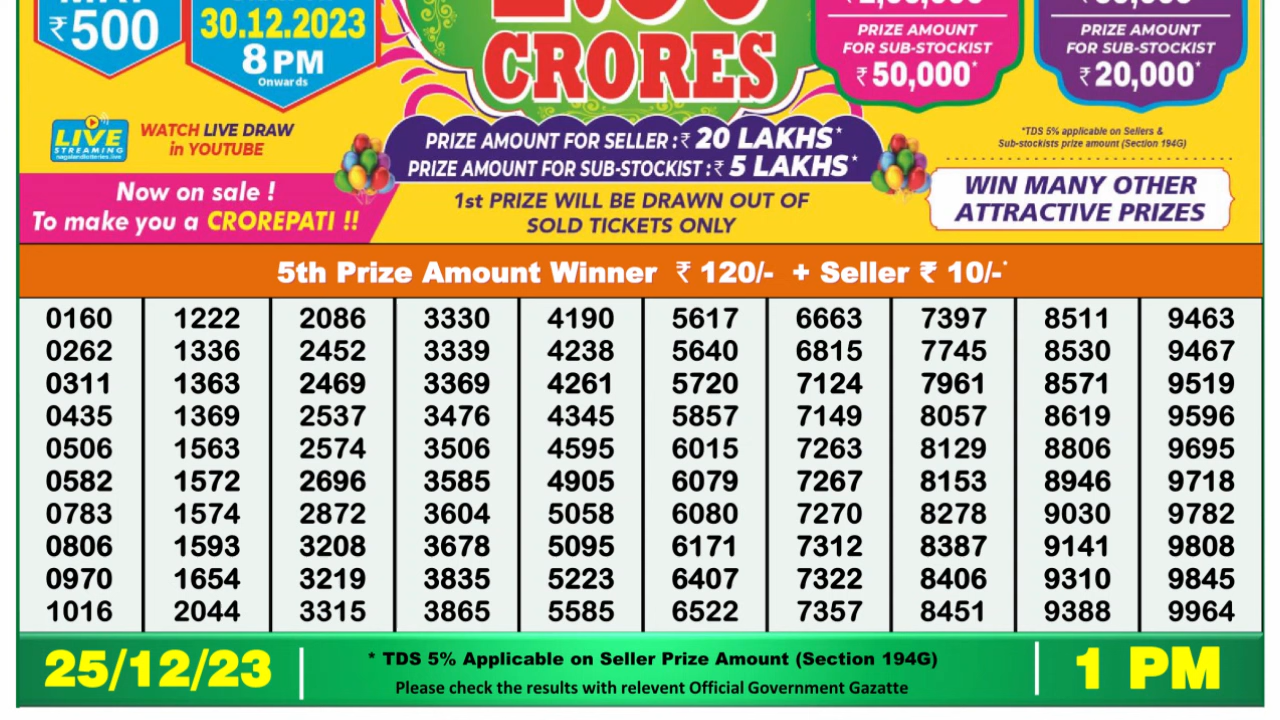 ₹500
30.12.2023
8 PM
Onwards
CRORES
PRIZE AMOUNT
FOR SUB-STOCKIST
₹ 50,000*
PRIZE AMOUNT
FOR SUB-STOCKIST
₹ 20,000*
LIVE
STREAMING
nagalandlotteries.live
WATCH LIVE DRAW
in YOUTUBE
PRIZE AMOUNT FOR SELLER : ₹ 20 LAKHS*
PRIZE AMOUNT FOR SUB-STOCKIST : ₹ 5 LAKHS*
*TDS 5% applicable on Sellers &
Sub-stockists prize amount (Section 194G)
Now on sale !
To make you a CROREPATI !!
1st PRIZE WILL BE DRAWN OUT OF
SOLD TICKETS ONLY
WIN MANY OTHER
ATTRACTIVE PRIZES
5th Prize Amount Winner ₹ 120/- + Seller ₹ 10/-*
0160 1222 2086 3330 4190 5617 6663 7397 8511 9463
0262 1336 2452 3339 4238 5640 6815 7745 8530 9467
0311 1363 2469 3369 4261 5720 7124 7961 8571 9519
0435 1369 2537 3476 4345 5857 7149 8057 8619 9596
0506 1563 2574 3506 4595 6015 7263 8129 8806 9695
0582 1572 2696 3585 4905 6079 7267 8153 8946 9718
0783 1574 2872 3604 5058 6080 7270 8278 9030 9782
0806 1593 3208 3678 5095 6171 7312 8387 9141 9808
0970 1654 3219 3835 5223 6407 7322 8406 9310 9845
1016 2044 3315 3865 5585 6522 7357 8451 9388 9964
25/12/23
* TDS 5% Applicable on Seller Prize Amount (Section 194G)
Please check the results with relevent Official Government Gazatte
1 PM